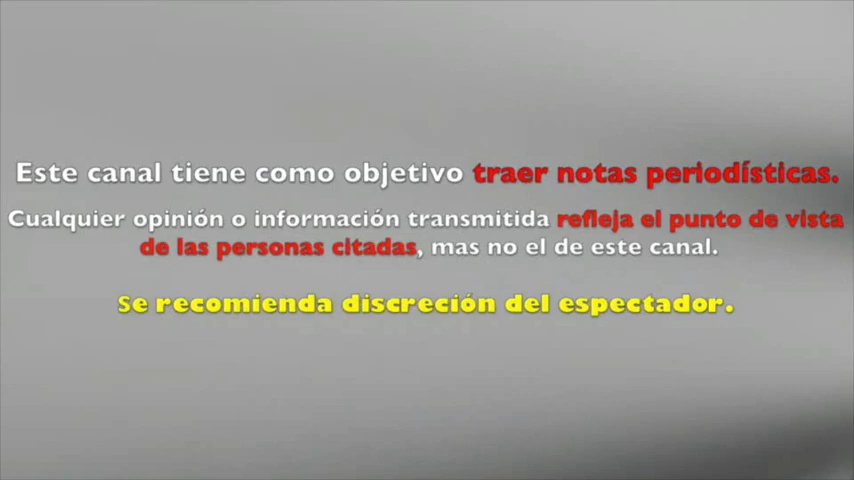 Este canal tiene como objetivo traer notas periodísticas.
Cualquier opinión o información transmitida refleja el punto de vista
de las personas citadas, mas no el de este canal.
Se recomienda discreción del espectador.